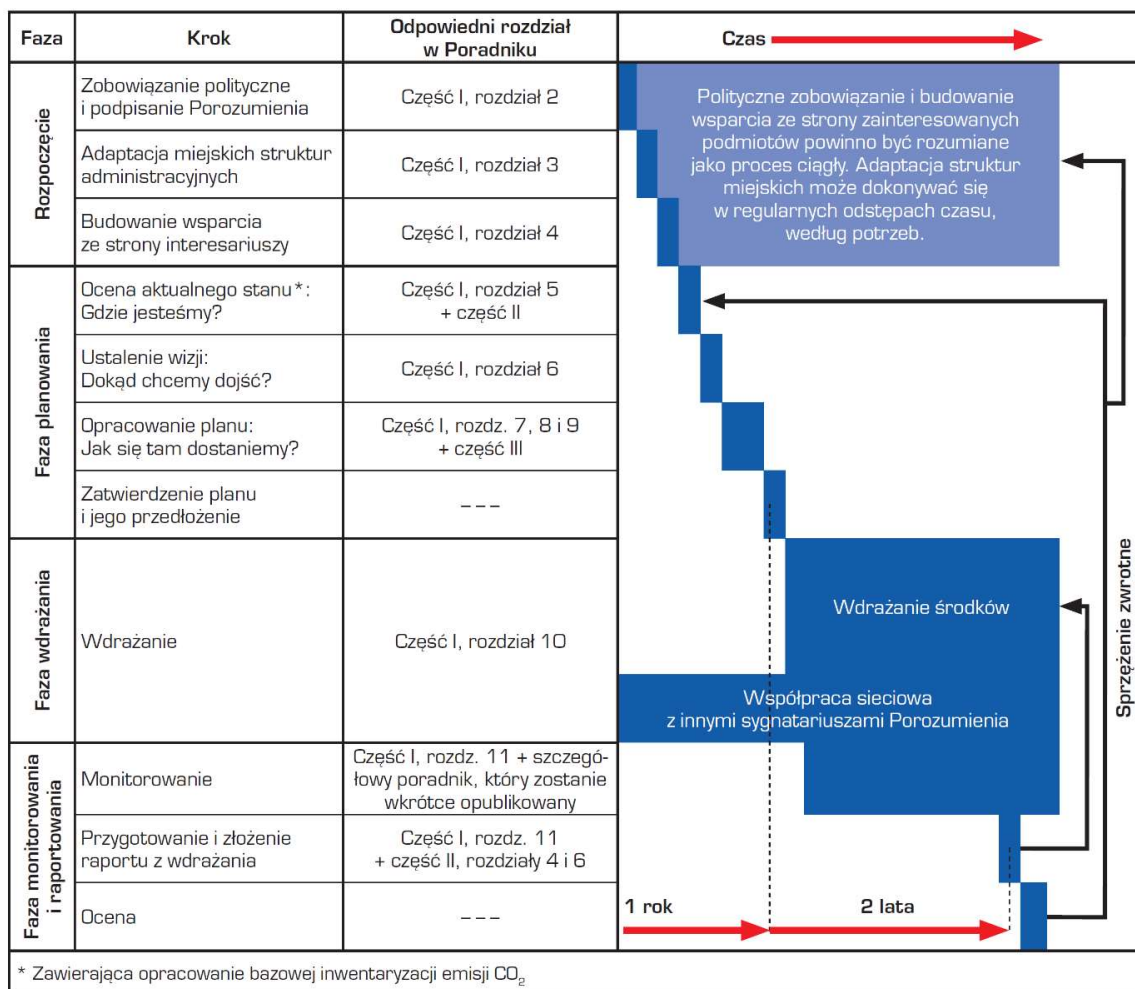 Faza
Krok
Odpowiedni rozdział
w Poradniku
Czas
Rozpoczęcie
Zobowiązanie polityczne
i podpisanie Porozumienia
Część I, rozdział 2
Adaptacja miejskich struktur
administracyjnych
Część I, rozdział 3
Budowanie wsparcia
ze strony interesariuszy
Część I, rozdział 4
Polityczne zobowiązanie i budowanie
wsparcia ze strony zainteresowanych
podmiotów powinno być rozumiane
jako proces ciągły. Adaptacja struktur
miejskich może dokonywać się
w regularnych odstępach czasu,
według potrzeb.
Faza planowania
Ocena aktualnego stanu*:
Gdzie jesteśmy?
Część I, rozdział 5
+ część II
Ustalenie wizji:
Dokąd chcemy dojść?
Część I, rozdział 6
Opracowanie planu:
Jak się tam dostaniemy?
Część I, rozdz. 7, 8 i 9
+ część III
Zatwierdzenie planu
i jego przedłożenie
– – –
Faza wdrażania
Wdrażanie
Część I, rozdział 10
Wdrażanie środków
Współpraca sieciowa
z innymi sygnatariuszami Porozumienia
Sprzężenie zwrotne
Faza monitorowania
i raportowania
Monitorowanie
Część I, rozdz. 11 + szczegó-
łowy poradnik, który zostanie
wkrótce opublikowany
Przygotowanie i złożenie
raportu z wdrażania
Część I, rozdz. 11
+ część II, rozdziały 4 i 6
Ocena
– – –
1 rok
2 lata
* Zawierająca opracowanie bazowej inwentaryzacji emisji CO₂